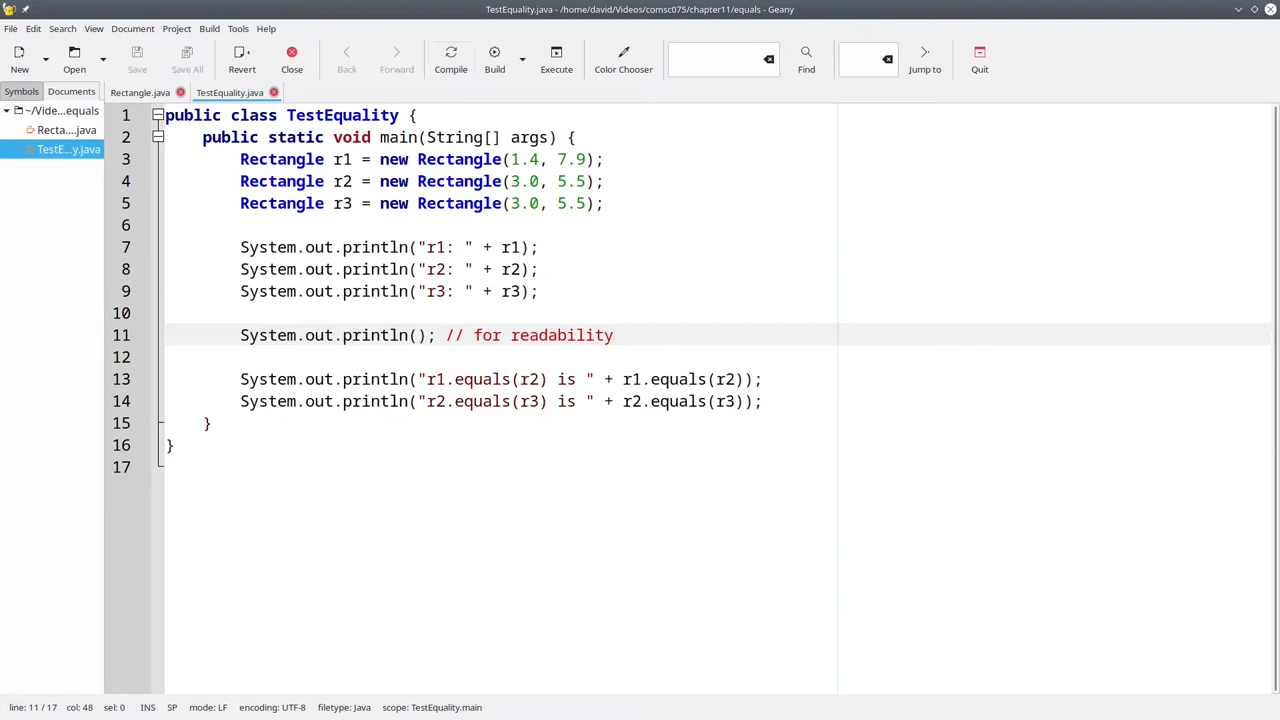 TestEquality.java - /home/david/Videos/comsc075/chapter11/equals - Geany
File Edit Search View Document Project Build Tools Help
New Open Save Save All Revert Close Back Forward Compile Build Execute Color Chooser Find Jump to Quit
Symbols Documents Rectangle.java TestEquality.java
~/Vide...equals
Recta....java
TestE...y.java
1 public class TestEquality {
2 public static void main(String[] args) {
3 Rectangle r1 = new Rectangle(1.4, 7.9);
4 Rectangle r2 = new Rectangle(3.0, 5.5);
5 Rectangle r3 = new Rectangle(3.0, 5.5);
6
7 System.out.println("r1: " + r1);
8 System.out.println("r2: " + r2);
9 System.out.println("r3: " + r3);
10
11 System.out.println(); // for readability
12
13 System.out.println("r1.equals(r2) is " + r1.equals(r2));
14 System.out.println("r2.equals(r3) is " + r2.equals(r3));
15 }
16 }
17
line: 11 / 17 col: 48 sel: 0 INS SP mode: LF encoding: UTF-8 filetype: Java scope: TestEquality.main